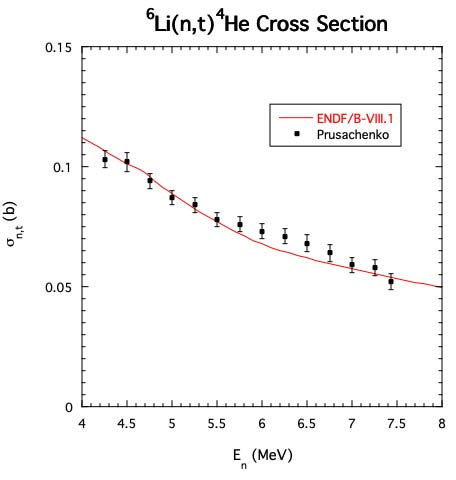 ⁶Li(n,t)⁴He Cross Section
0.15
ENDF/B-VIII.1
Prusachenko
0.1
σn,t (b)
0.05
0
4 4.5 5 5.5 6 6.5 7 7.5 8
En (MeV)